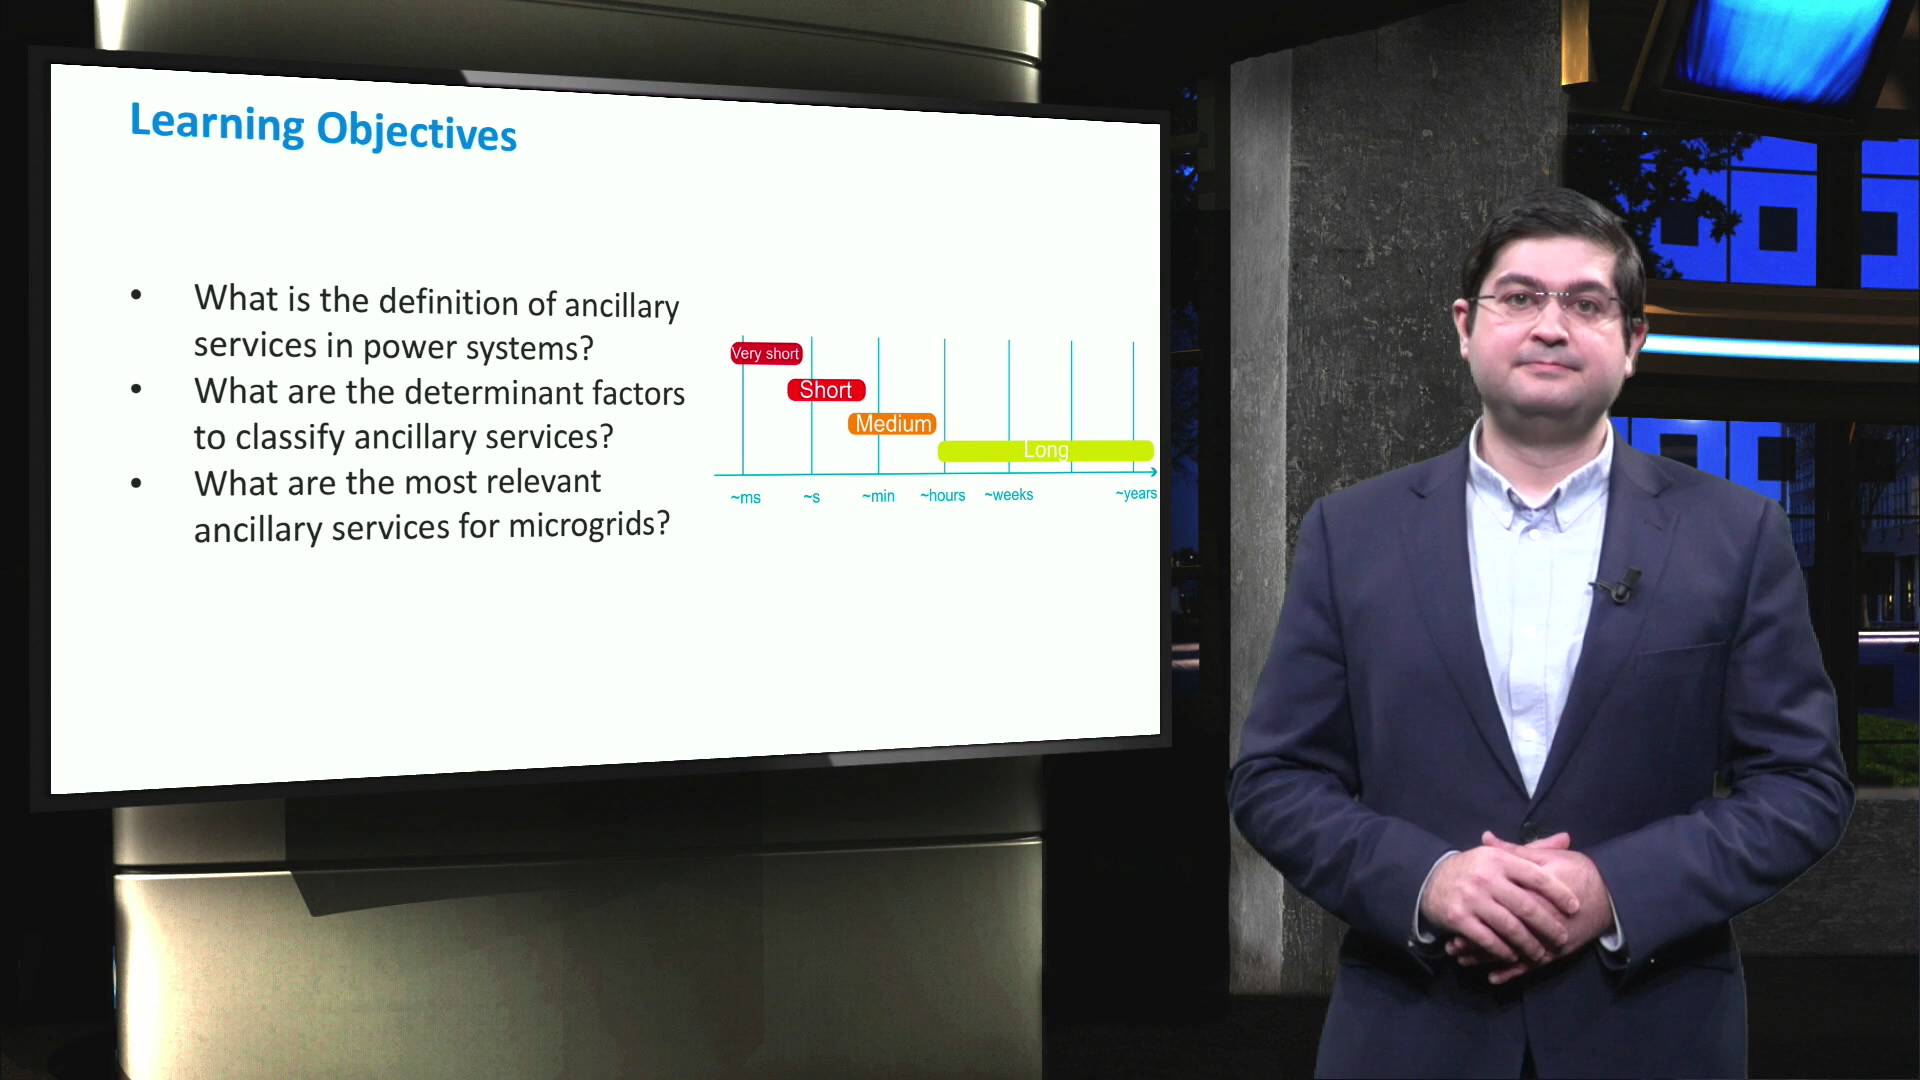 Learning Objectives
• What is the definition of ancillary
services in power systems?
• What are the determinant factors
to classify ancillary services?
• What are the most relevant
ancillary services for microgrids?
Very short
Short
Medium
Long
~ms ~s ~min ~hours ~weeks ~years